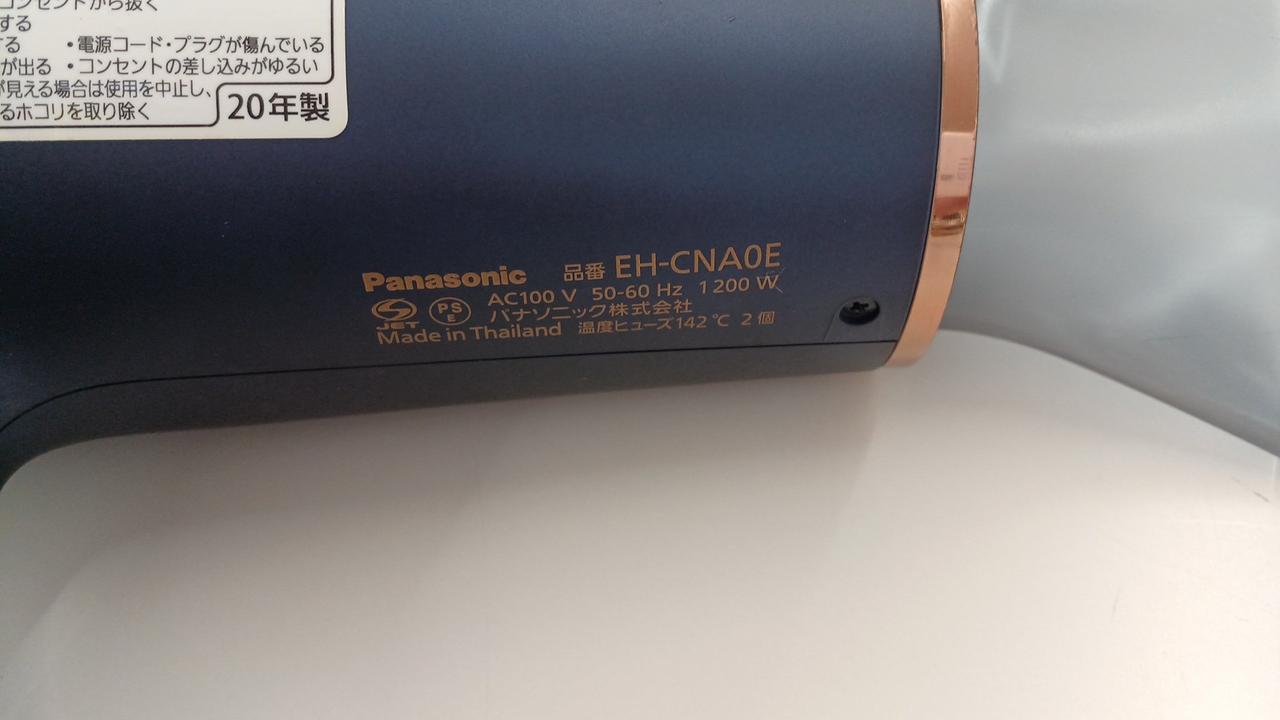 コンセントから抜く
する
する ・電源コード・プラグが傷んでいる
が出る ・コンセントの差し込みがゆるい
が見える場合は使用を中止し、
るホコリを取り除く
20年製
Panasonic 品番 EH-CNA0E
AC100 V 50-60 Hz 1200 W
パナソニック株式会社
JET PS E
Made in Thailand 温度ヒューズ142℃ 2個